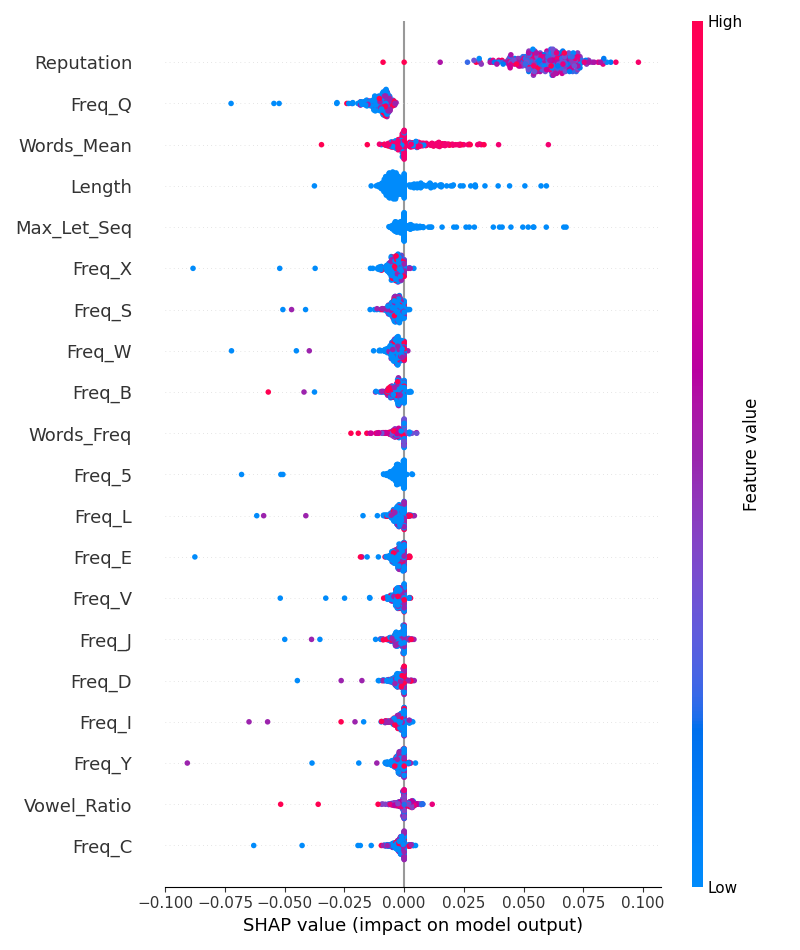 High
Reputation
Freq_Q
Words_Mean
Length
Max_Let_Seq
Freq_X
Freq_S
Freq_W
Freq_B
Words_Freq
Freq_5
Freq_L
Freq_E
Freq_V
Freq_J
Freq_D
Freq_I
Freq_Y
Vowel_Ratio
Freq_C
Feature value
Low
−0.100 −0.075 −0.050 −0.025 0.000 0.025 0.050 0.075 0.100
SHAP value (impact on model output)